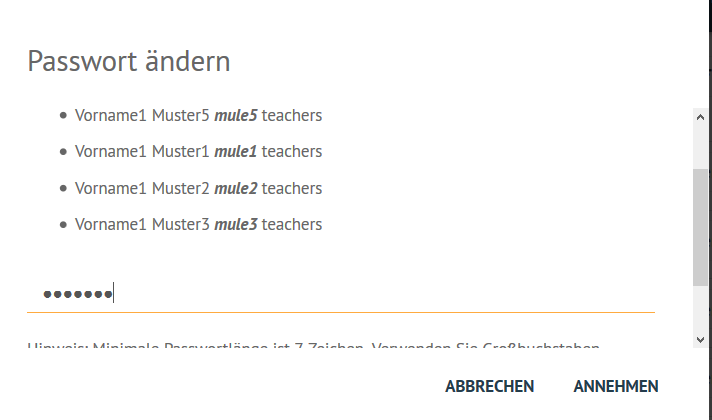 Passwort ändern
• Vorname1 Muster5 mule5 teachers
• Vorname1 Muster1 mule1 teachers
• Vorname1 Muster2 mule2 teachers
• Vorname1 Muster3 mule3 teachers
•••••••
Hinweis: Minimale Passwortlänge ist 7 Zeichen. Verwenden Sie Großbuchstaben,
ABBRECHEN ANNEHMEN